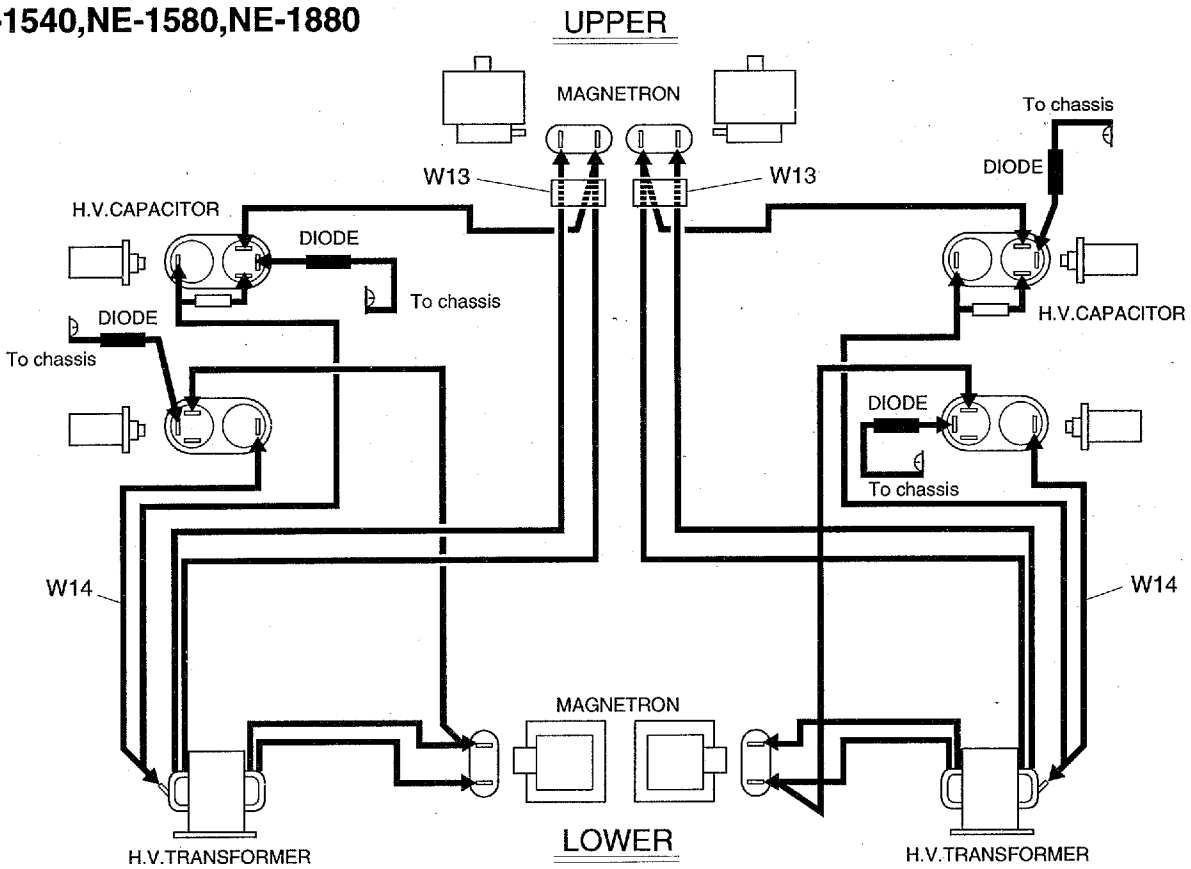 -1540,NE-1580,NE-1880
UPPER
MAGNETRON
To chassis
DIODE
W13
W13
H.V.CAPACITOR
DIODE
To chassis
H.V.CAPACITOR
DIODE
To chassis
DIODE
To chassis
W14
W14
MAGNETRON
LOWER
H.V.TRANSFORMER
H.V.TRANSFORMER